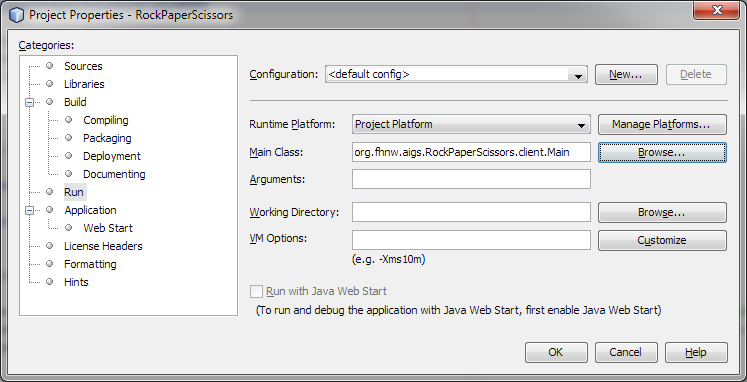 Project Properties - RockPaperScissors
Categories:
Sources
Libraries
Build
Compiling
Packaging
Deployment
Documenting
Run
Application
Web Start
License Headers
Formatting
Hints
Configuration: <default config> New... Delete
Runtime Platform: Project Platform Manage Platforms...
Main Class: org.fhnw.aigs.RockPaperScissors.client.Main Browse...
Arguments:
Working Directory: Browse...
VM Options: Customize
(e.g. -Xms10m)
Run with Java Web Start
(To run and debug the application with Java Web Start, first enable Java Web Start)
OK Cancel Help